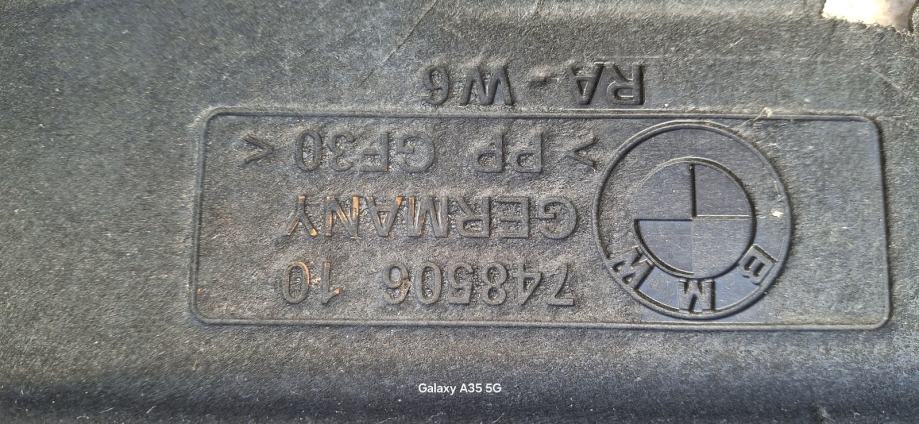 BMW
748506 10
GERMANY
> PP GF30 <
RA - W6
Galaxy A35 5G